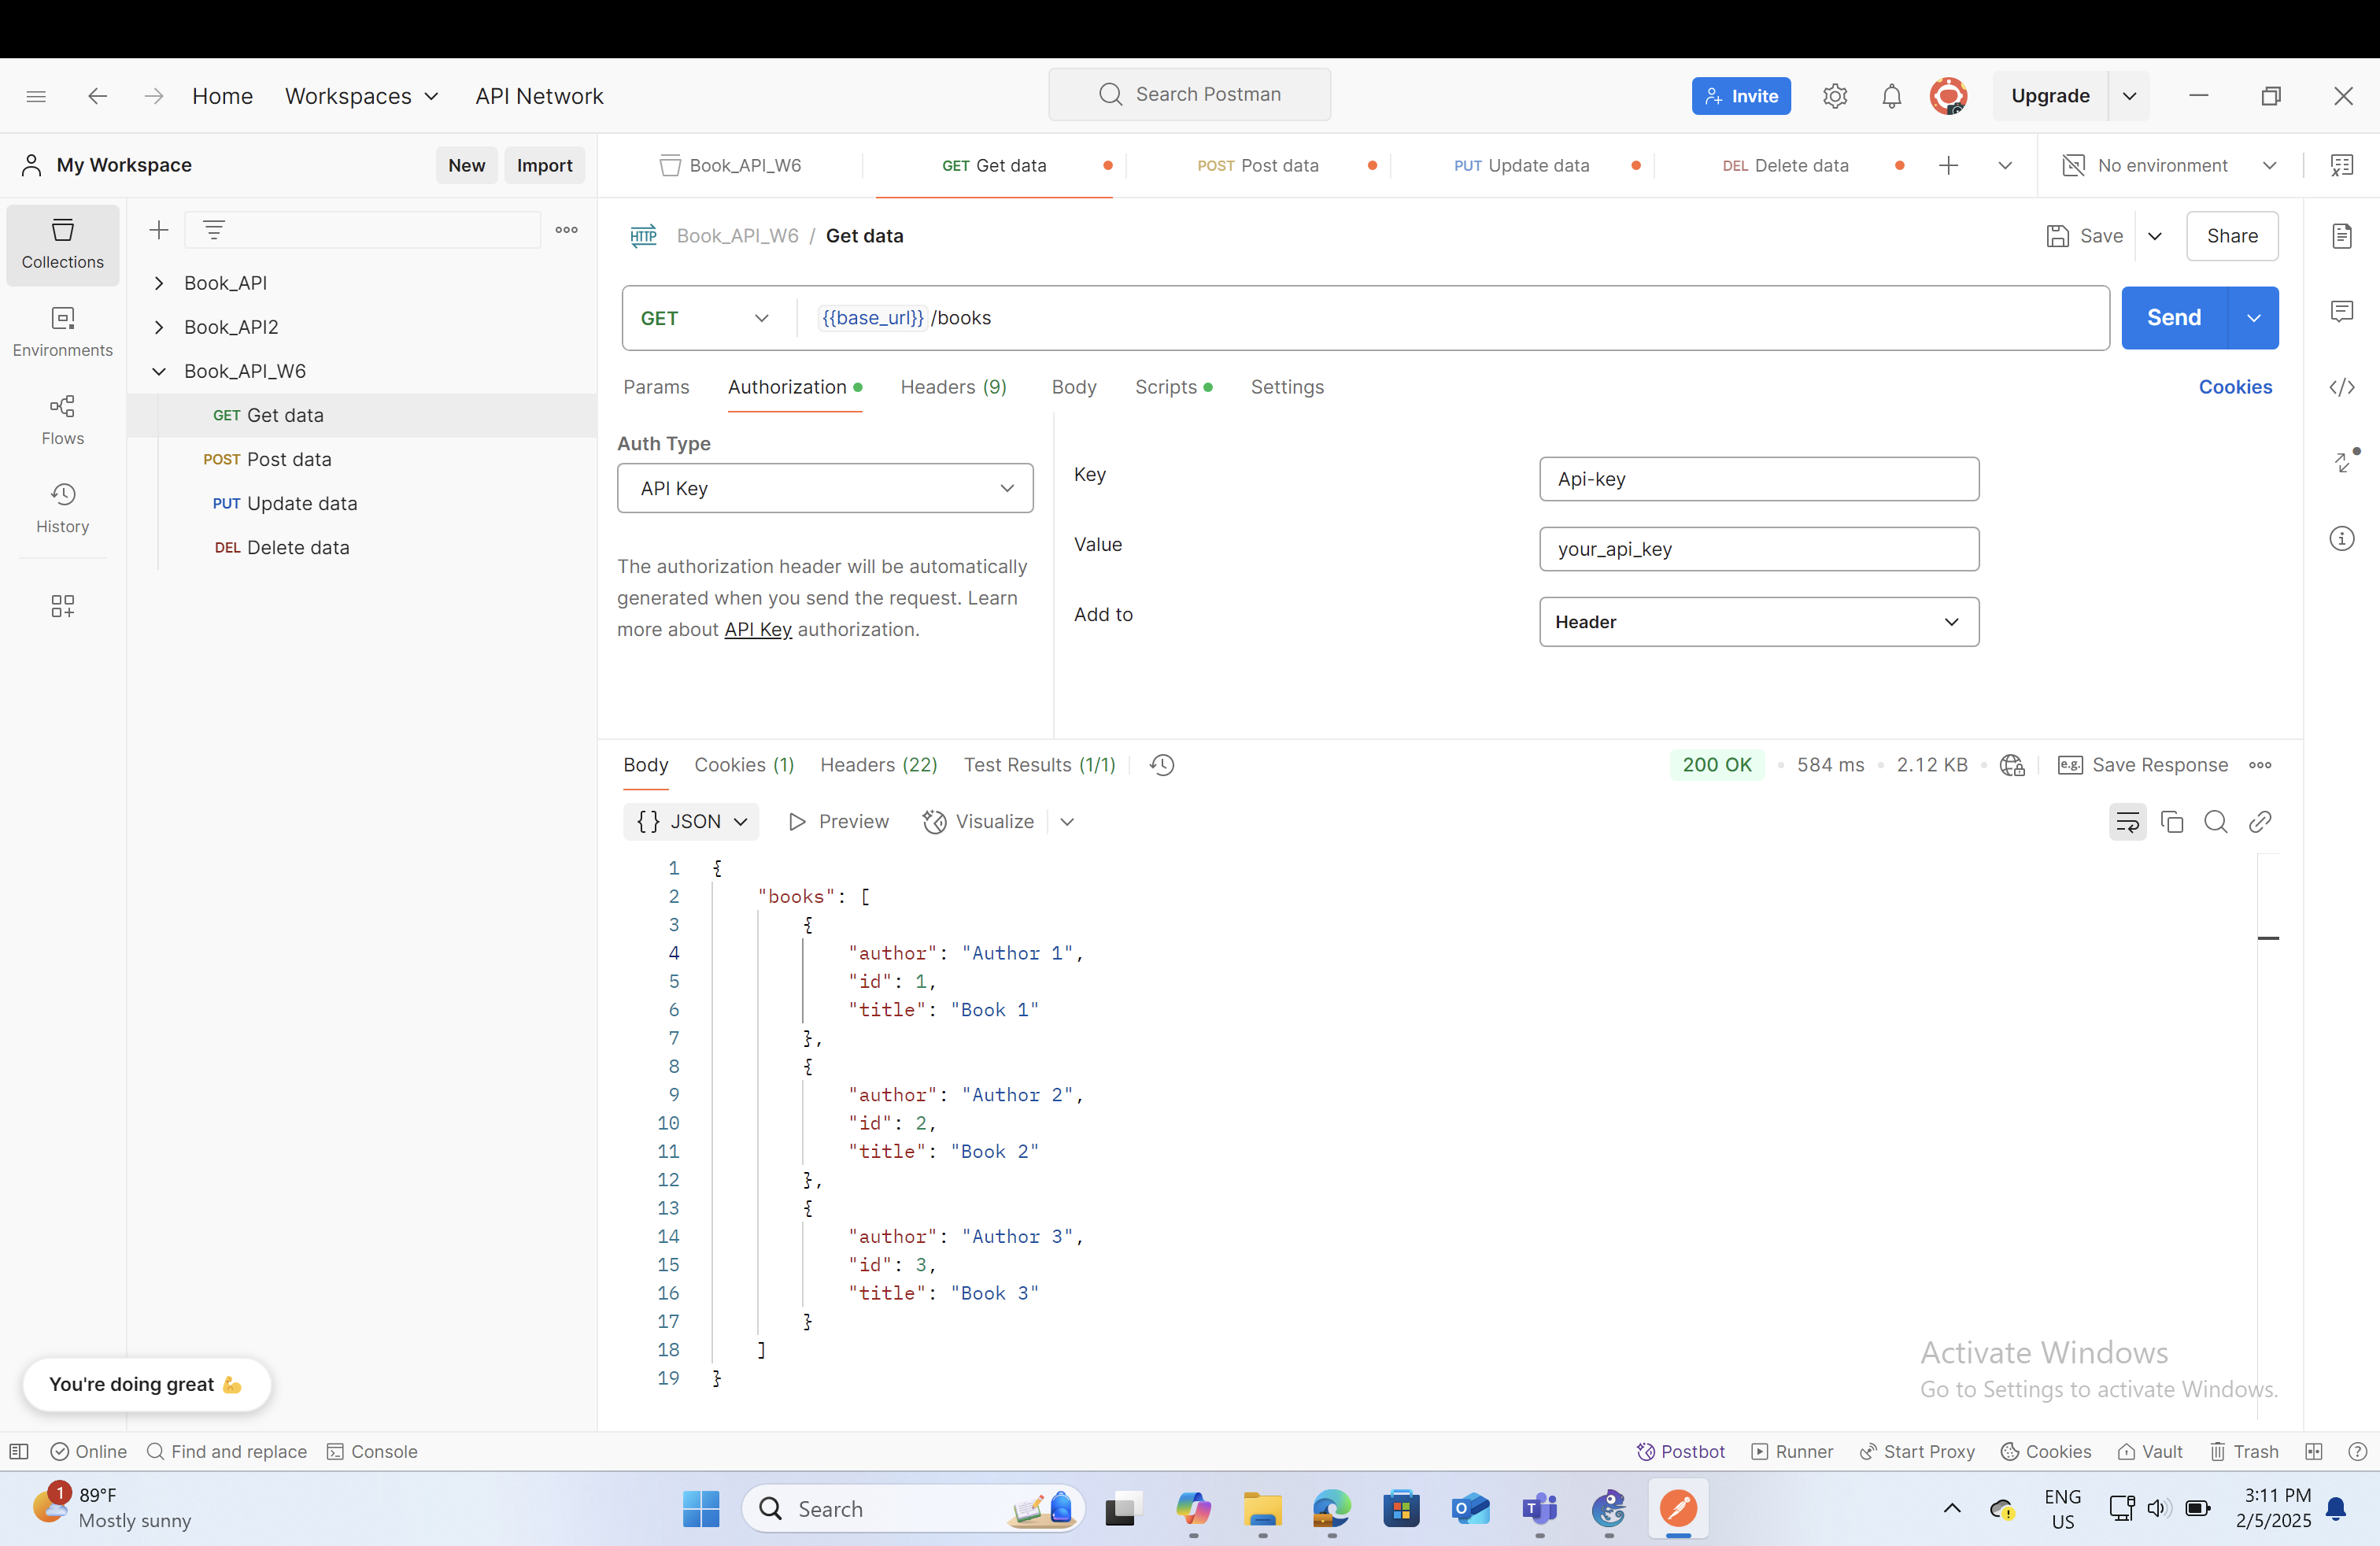 Home Workspaces API Network Search Postman Invite Upgrade
My Workspace New Import Book_API_W6 GET Get data POST Post data PUT Update data DEL Delete data No environment
Collections
Environments
Flows
History
Book_API
Book_API2
Book_API_W6
GET Get data
POST Post data
PUT Update data
DEL Delete data
HTTP Book_API_W6 / Get data Save Share
GET {{base_url}} /books Send
Params Authorization Headers (9) Body Scripts Settings Cookies
Auth Type
API Key
The authorization header will be automatically
generated when you send the request. Learn
more about API Key authorization.
Key Api-key
Value your_api_key
Add to Header
Body Cookies (1) Headers (22) Test Results (1/1) 200 OK 584 ms 2.12 KB e.g. Save Response
{} JSON Preview Visualize
1 {
2 "books": [
3 {
4 "author": "Author 1",
5 "id": 1,
6 "title": "Book 1"
7 },
8 {
9 "author": "Author 2",
10 "id": 2,
11 "title": "Book 2"
12 },
13 {
14 "author": "Author 3",
15 "id": 3,
16 "title": "Book 3"
17 }
18 ]
19 }
Activate Windows
Go to Settings to activate Windows.
You're doing great 💪
Online Find and replace Console Postbot Runner Start Proxy Cookies Vault Trash
1 89°F
Mostly sunny
Search
ENG
US
3:11 PM
2/5/2025